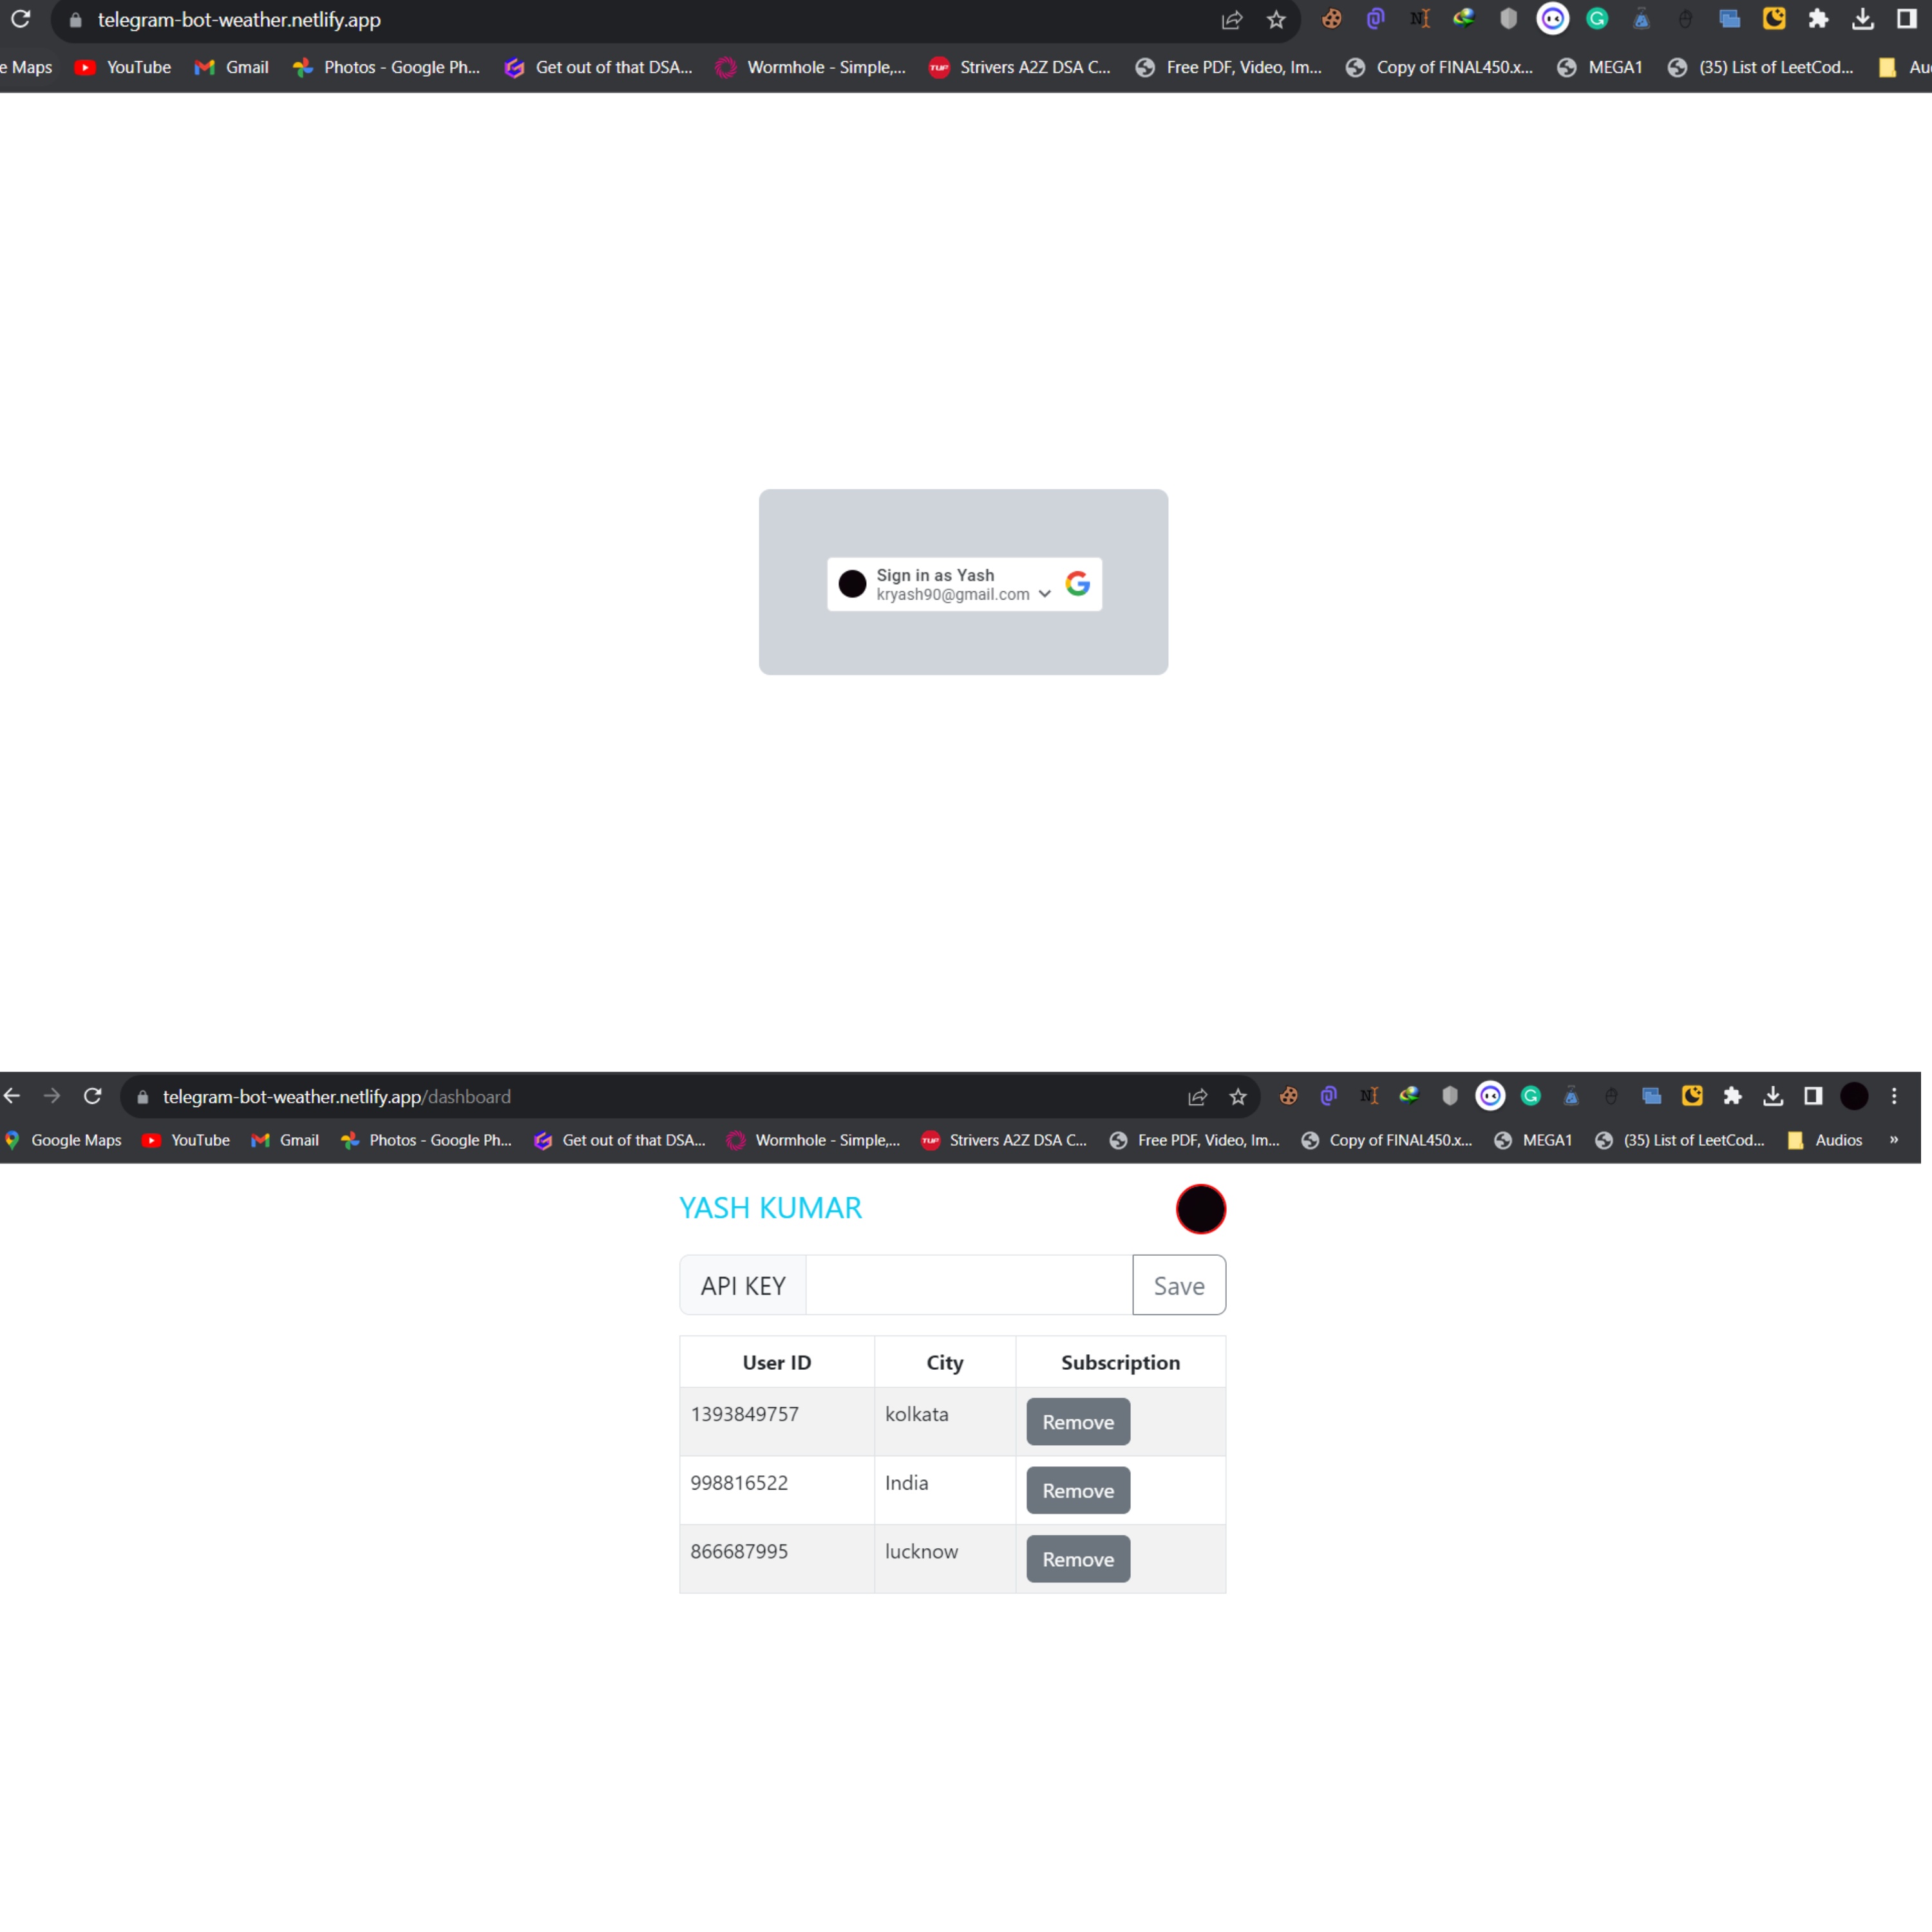 telegram-bot-weather.netlify.app
e Maps YouTube Gmail Photos - Google Ph... Get out of that DSA... Wormhole - Simple,... TUF Strivers A2Z DSA C... Free PDF, Video, Im... Copy of FINAL450.x... MEGA1 (35) List of LeetCod... Au
Sign in as Yash
kryash90@gmail.com
telegram-bot-weather.netlify.app/dashboard
Google Maps YouTube Gmail Photos - Google Ph... Get out of that DSA... Wormhole - Simple,... TUF Strivers A2Z DSA C... Free PDF, Video, Im... Copy of FINAL450.x... MEGA1 (35) List of LeetCod... Audios »
YASH KUMAR
API KEY Save
User ID City Subscription
1393849757 kolkata Remove
998816522 India Remove
866687995 lucknow Remove